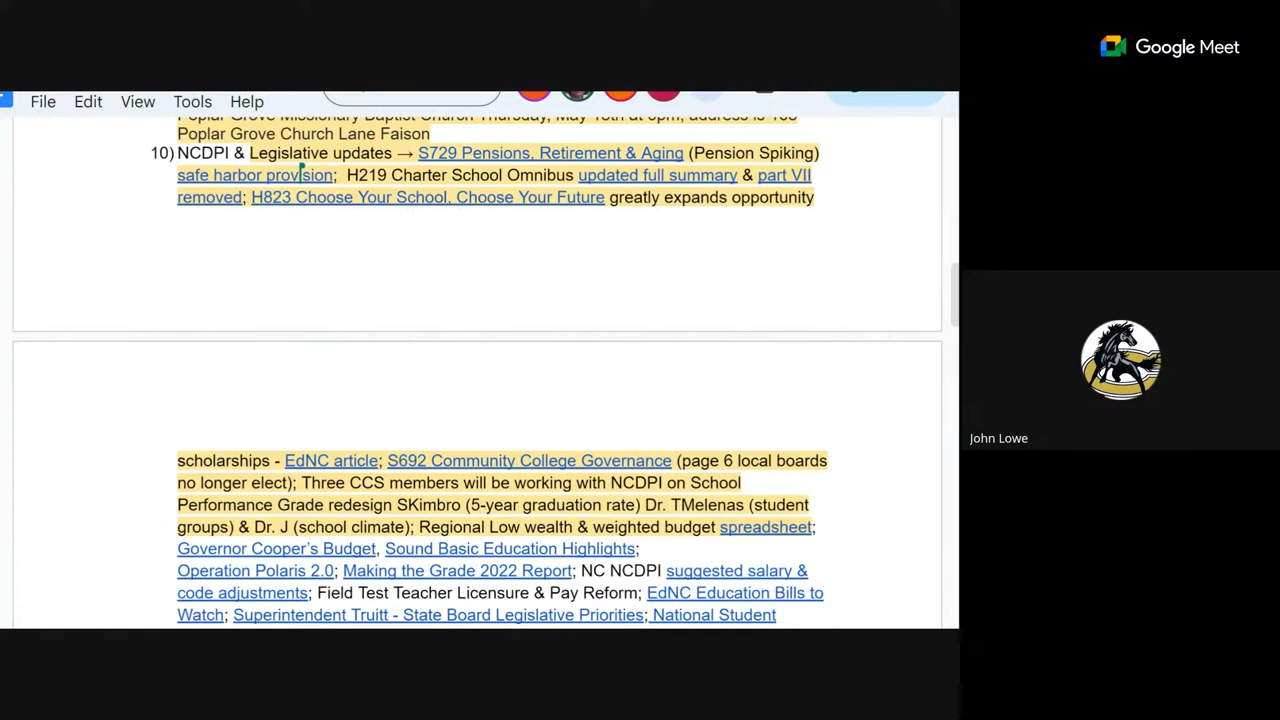 Google Meet
File Edit View Tools Help
Poplar Grove Missionary Baptist Church Thursday, May
Poplar Grove Church Lane Faison
10) NCDPI & Legislative updates → S729 Pensions, Retirement & Aging (Pension Spiking)
safe harbor provision; H219 Charter School Omnibus updated full summary & part VII
removed; H823 Choose Your School, Choose Your Future greatly expands opportunity
scholarships - EdNC article; S692 Community College Governance (page 6 local boards
no longer elect); Three CCS members will be working with NCDPI on School
Performance Grade redesign SKimbro (5-year graduation rate) Dr. TMelenas (student
groups) & Dr. J (school climate); Regional Low wealth & weighted budget spreadsheet;
Governor Cooper's Budget, Sound Basic Education Highlights;
Operation Polaris 2.0; Making the Grade 2022 Report; NC NCDPI suggested salary &
code adjustments; Field Test Teacher Licensure & Pay Reform; EdNC Education Bills to
Watch; Superintendent Truitt - State Board Legislative Priorities; National Student
John Lowe